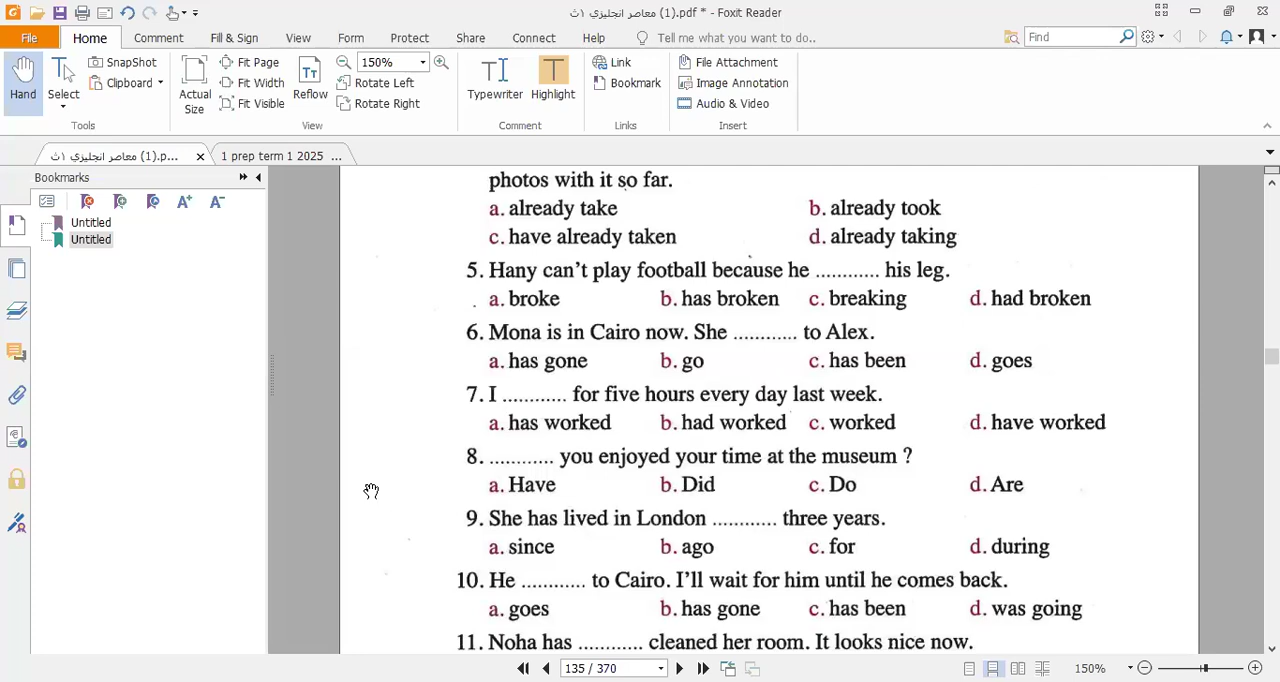 معاصر انجليزي ١ث (1).pdf * - Foxit Reader
File Home Comment Fill & Sign View Form Protect Share Connect Help Tell me what you want to do.. Find
Hand Select SnapShot Clipboard Actual Size Fit Page Fit Width Fit Visible Reflow 150% Rotate Left Rotate Right Typewriter Highlight Link Bookmark File Attachment Image Annotation Audio & Video
Tools View Comment Links Insert
معاصر انجليزي ١ث (1).p... 1 prep term 1 2025 ...
Bookmarks
Untitled
Untitled
photos with it so far.
a. already take b. already took
c. have already taken d. already taking
5. Hany can't play football because he ............ his leg.
a. broke b. has broken c. breaking d. had broken
6. Mona is in Cairo now. She ............ to Alex.
a. has gone b. go c. has been d. goes
7. I ............ for five hours every day last week.
a. has worked b. had worked c. worked d. have worked
8. ............ you enjoyed your time at the museum ?
a. Have b. Did c. Do d. Are
9. She has lived in London ............ three years.
a. since b. ago c. for d. during
10. He ............ to Cairo. I'll wait for him until he comes back.
a. goes b. has gone c. has been d. was going
11. Noha has ............ cleaned her room. It looks nice now.
135 / 370 150%